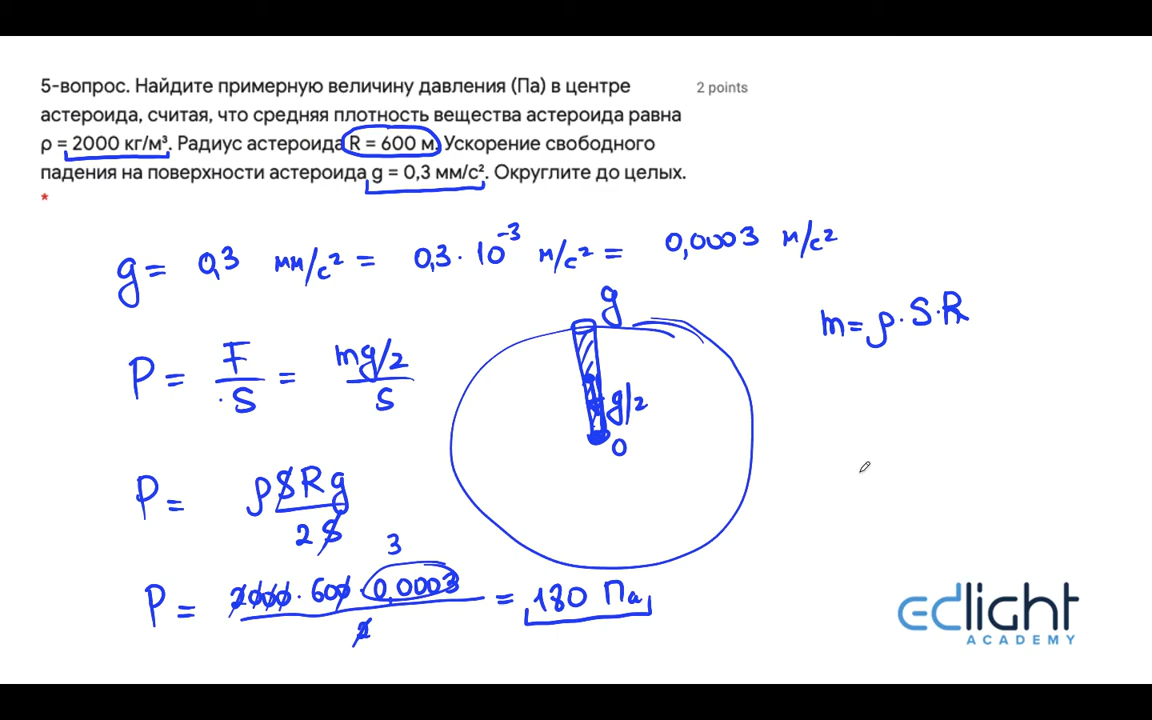 5-вопрос. Найдите примерную величину давления (Па) в центре
2 points
астероида, считая, что средняя плотность вещества астероида равна
ρ = 2000 кг/м³. Радиус астероида R = 600 м. Ускорение свободного
падения на поверхности астероида g = 0,3 мм/с². Округлите до целых.
*
g = 0,3 мм/с² = 0,3 · 10⁻³ м/с² = 0,0003 м/с²
g
m = ρ · S · R
P = F/S = mg/2 / S
g/2
0
P = ρSRg / 2S
3
P = 2000 · 600 · 0,0003 / 2 = 180 Па
edlight
ACADEMY